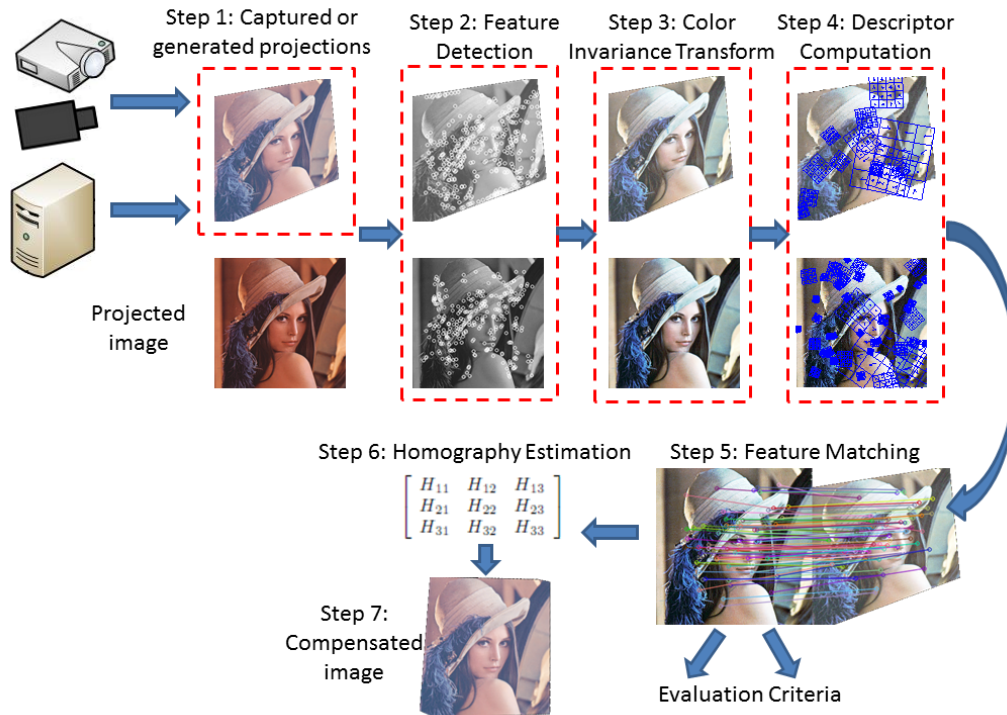 Step 1: Captured or
generated projections
Step 2: Feature
Detection
Step 3: Color
Invariance Transform
Step 4: Descriptor
Computation
Projected
image
Step 5: Feature Matching
Step 6: Homography Estimation
H11 H12 H13
H21 H22 H23
H31 H32 H33
Step 7:
Compensated
image
Evaluation Criteria